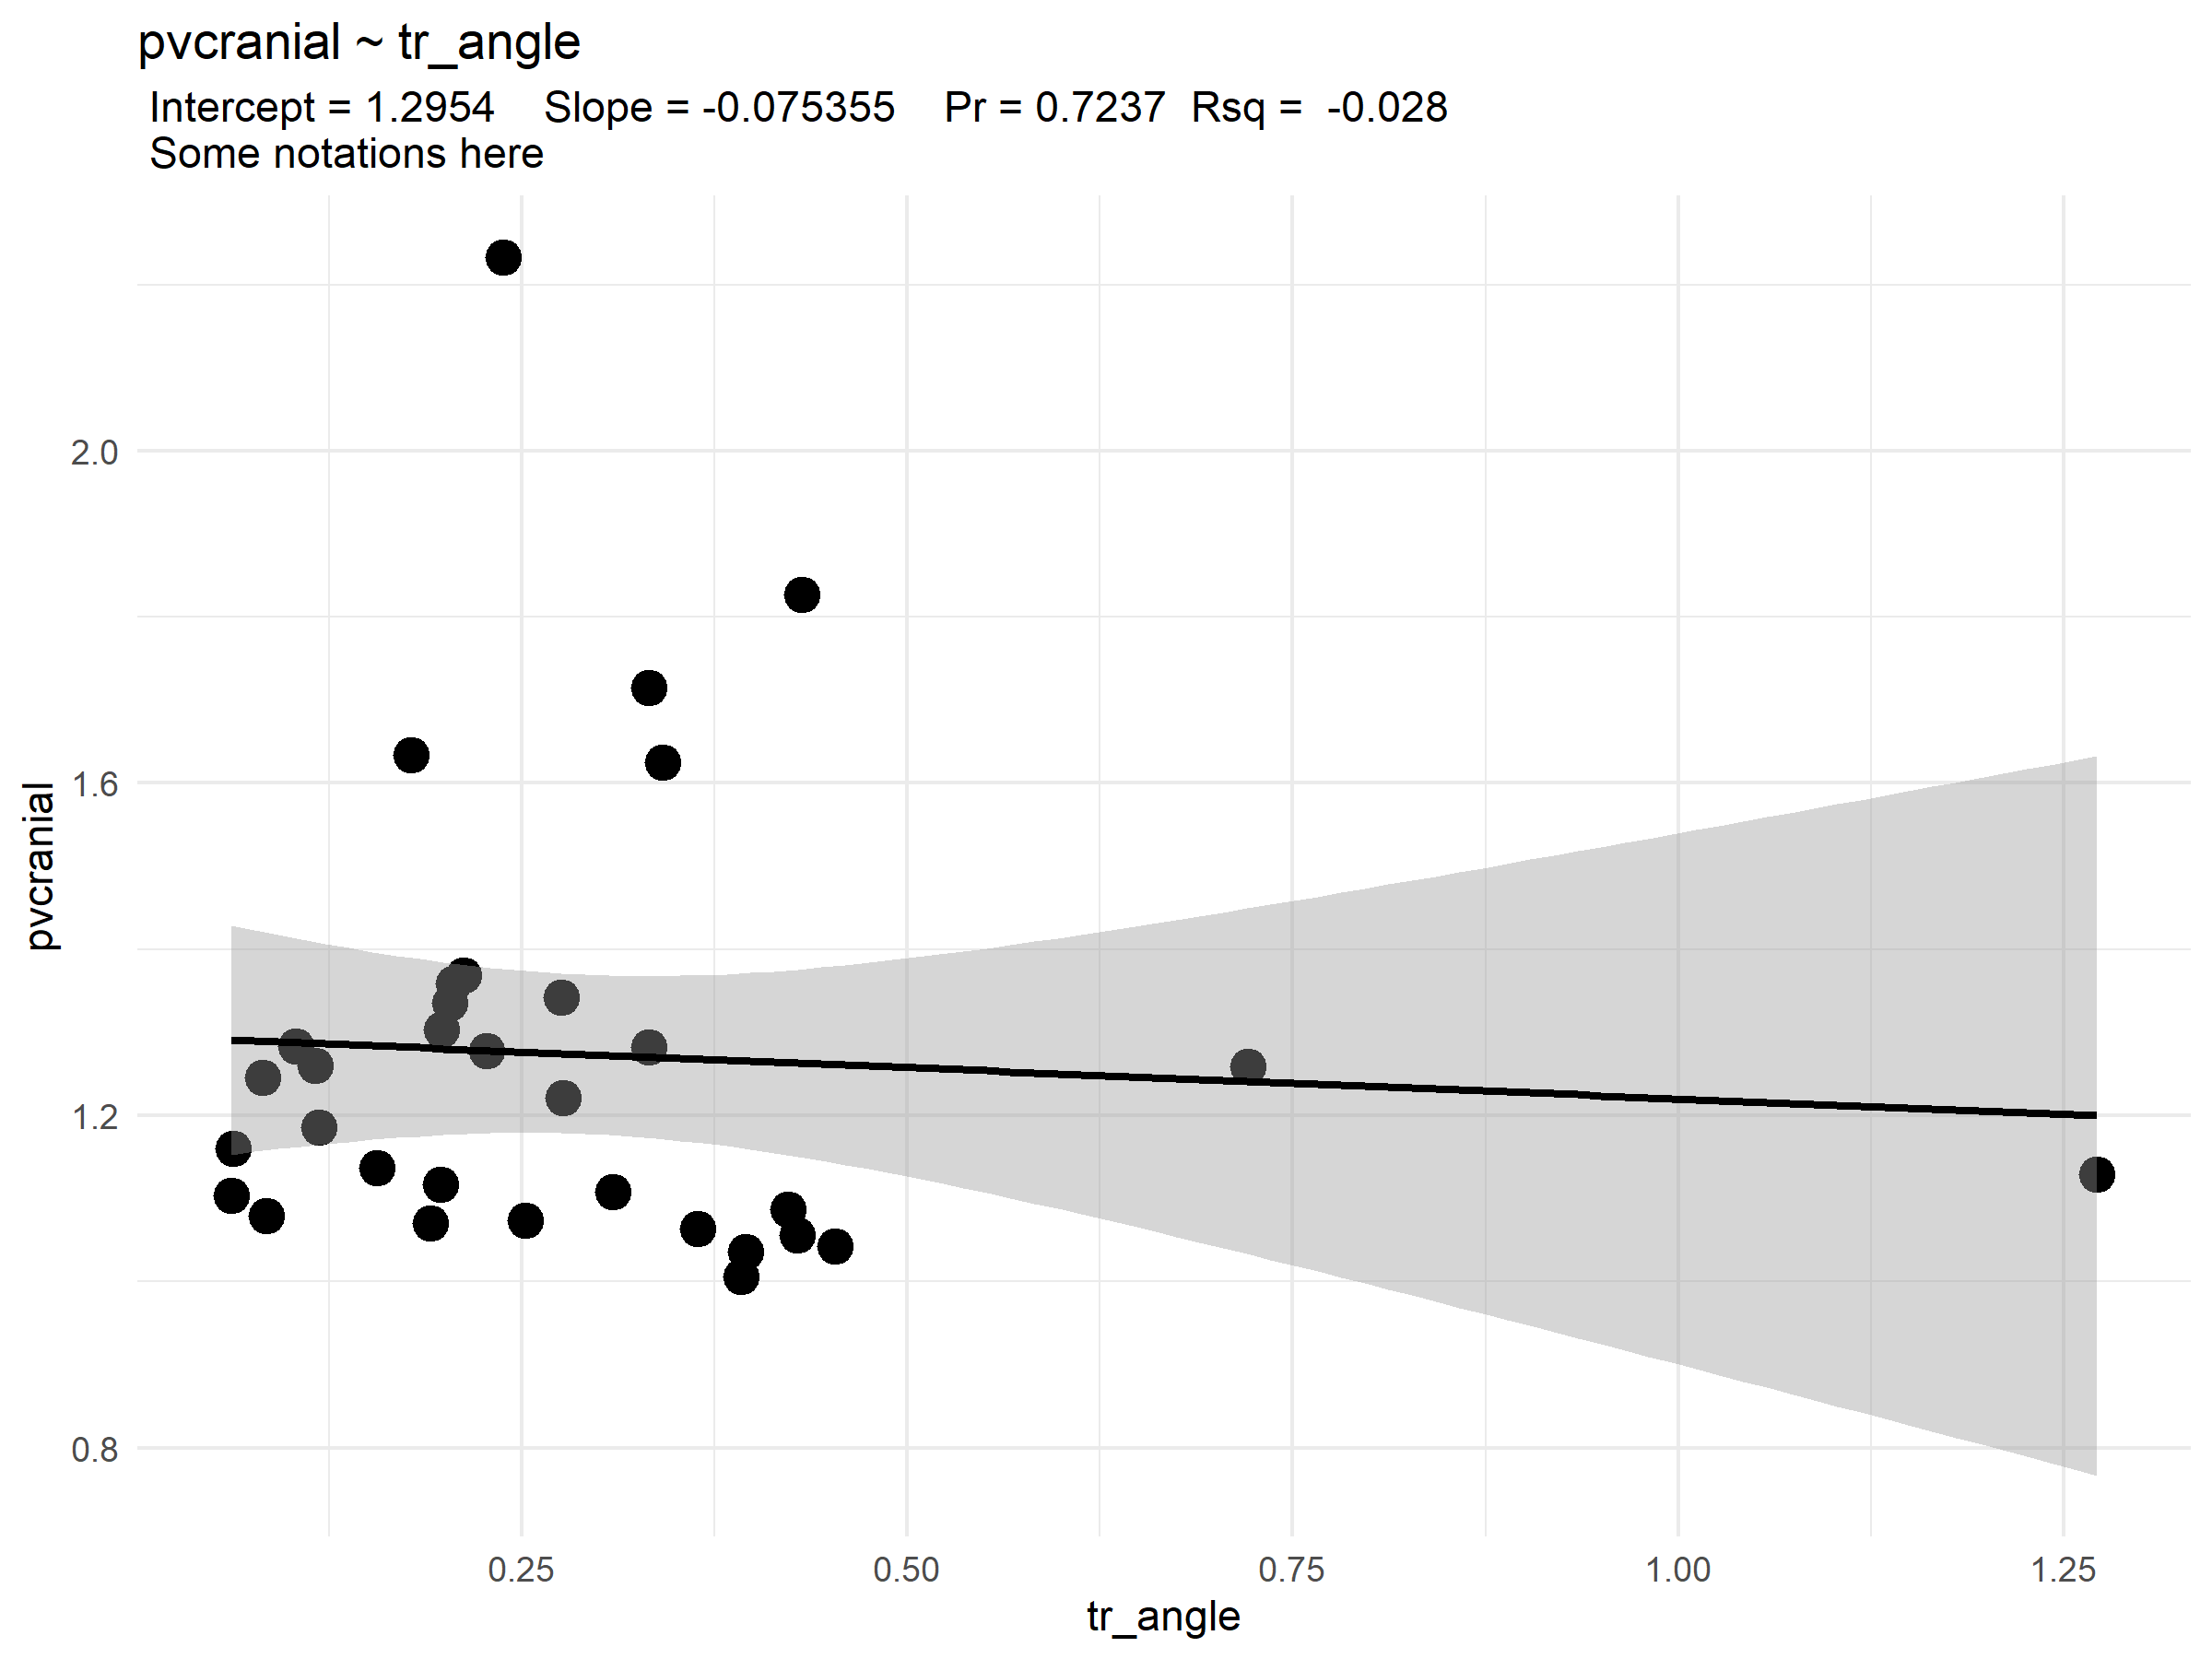 pvcranial ~ tr_angle
Intercept = 1.2954 Slope = -0.075355 Pr = 0.7237 Rsq = -0.028
Some notations here
pvcranial
2.0
1.6
1.2
0.8
0.25 0.50 0.75 1.00 1.25
tr_angle